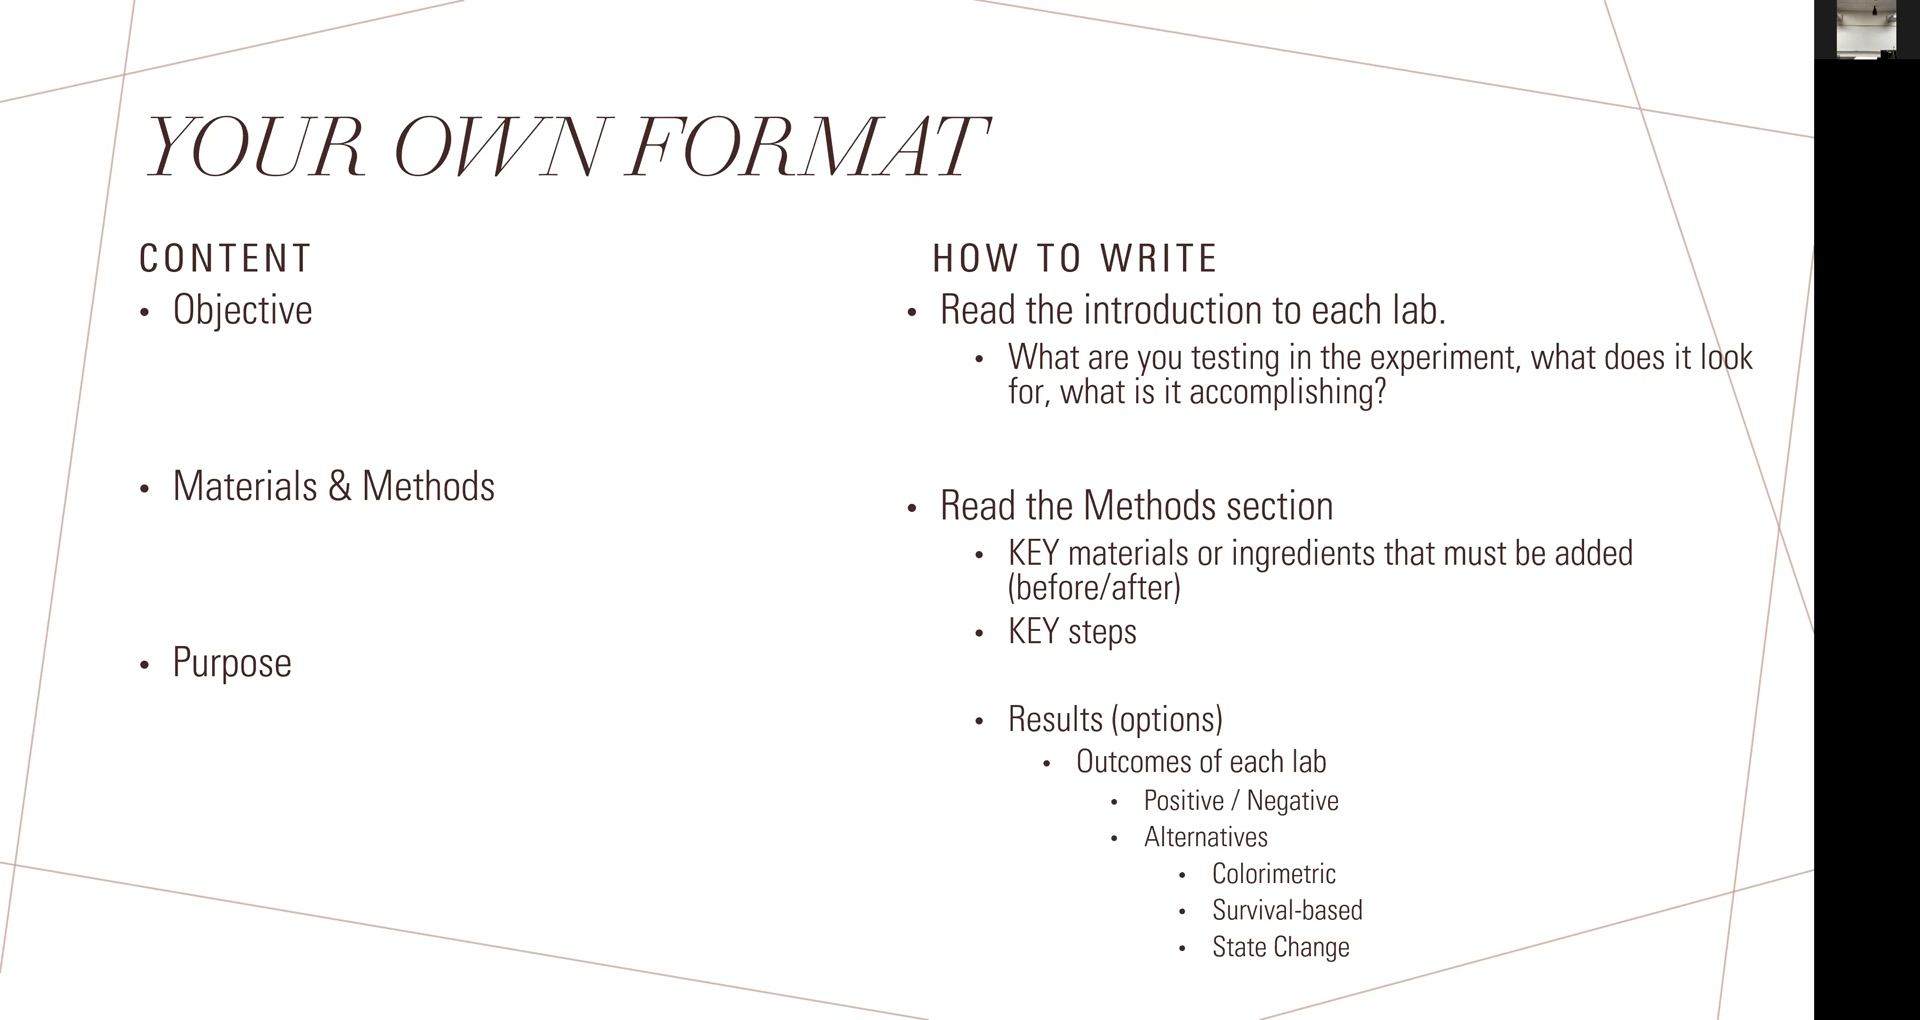 YOUR OWN FORMAT
CONTENT
• Objective
• Materials & Methods
• Purpose
HOW TO WRITE
• Read the introduction to each lab.
• What are you testing in the experiment, what does it look
for, what is it accomplishing?
• Read the Methods section
• KEY materials or ingredients that must be added
(before/after)
• KEY steps
• Results (options)
• Outcomes of each lab
• Positive / Negative
• Alternatives
• Colorimetric
• Survival-based
• State Change